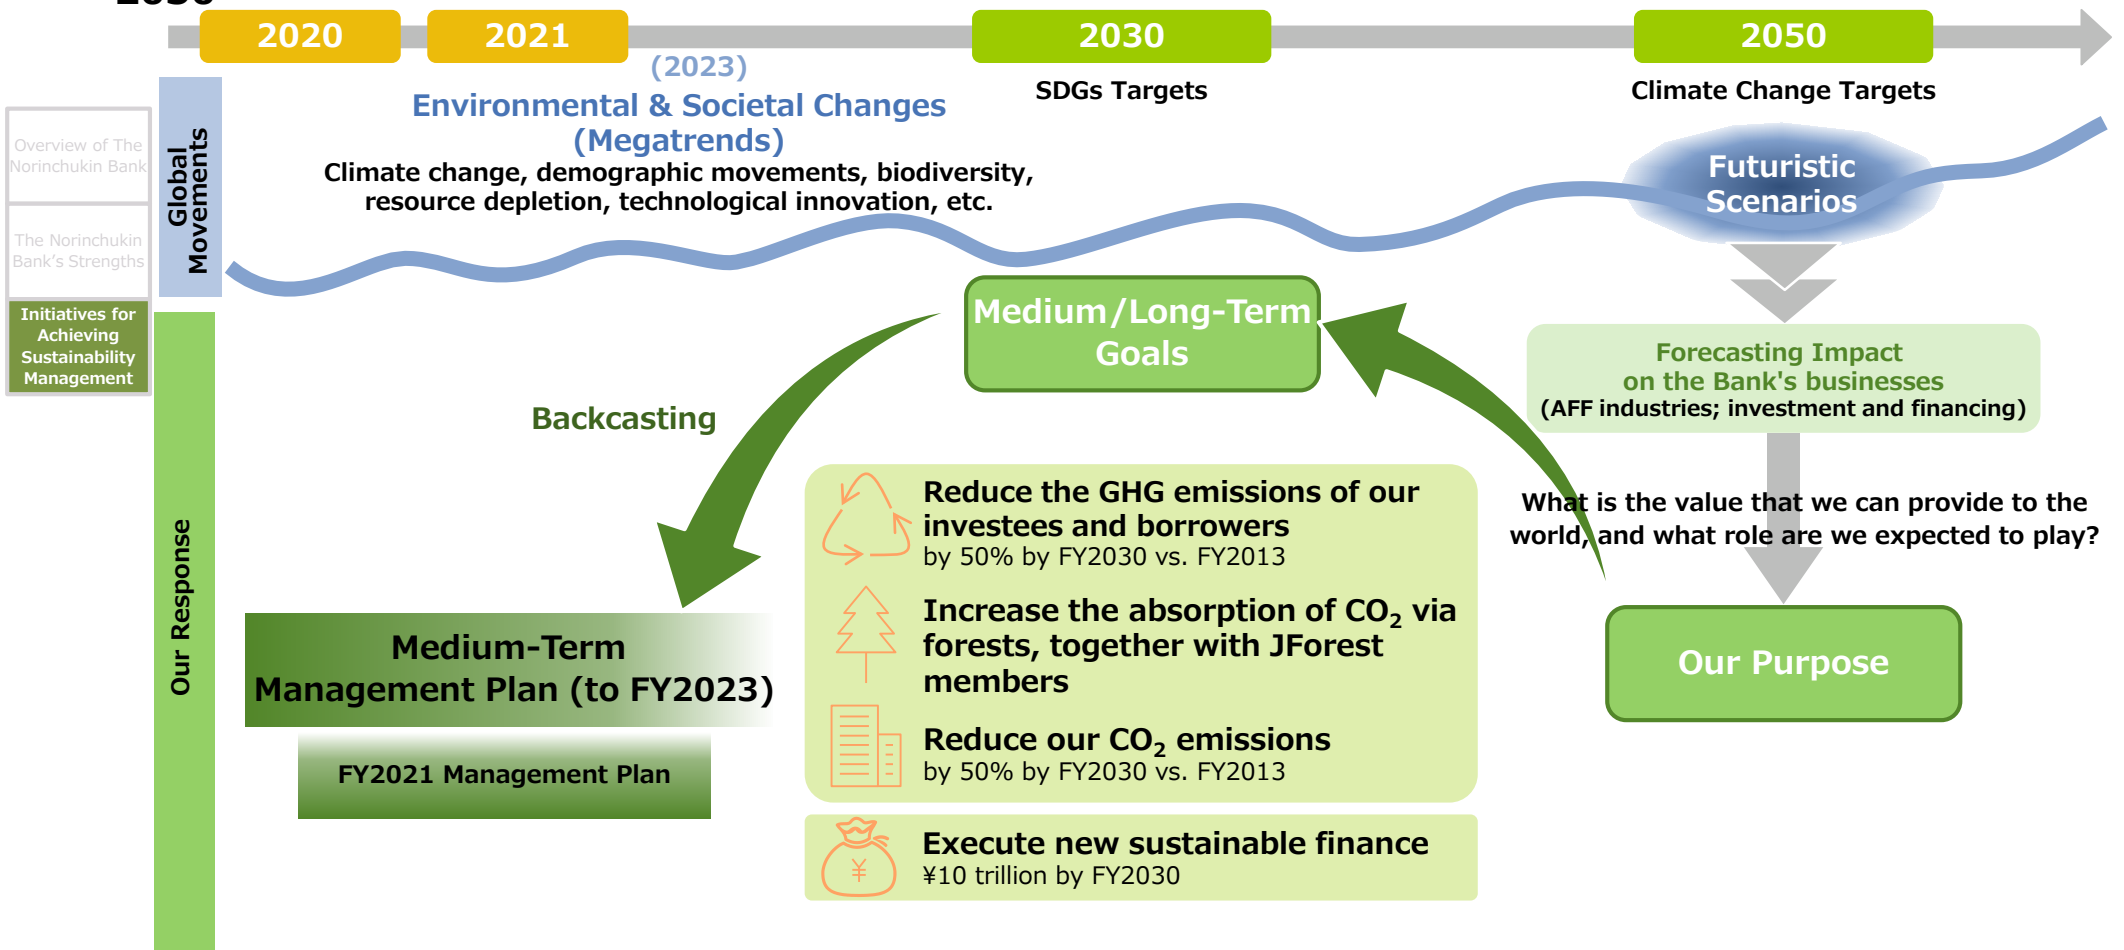 2020
2021
2030
2050
(2023)
SDGs Targets
Climate Change Targets
Environmental & Societal Changes
(Megatrends)
Climate change, demographic movements, biodiversity,
resource depletion, technological innovation, etc.
Futuristic
Scenarios
Global
Movements
Overview of The
Norinchukin Bank
The Norinchukin
Bank's Strengths
Initiatives for
Achieving
Sustainability
Management
Our Response
Medium/Long-Term
Goals
Forecasting Impact
on the Bank's businesses
(AFF industries; investment and financing)
Backcasting
What is the value that we can provide to the
world, and what role are we expected to play?
Our Purpose
Reduce the GHG emissions of our
investees and borrowers
by 50% by FY2030 vs. FY2013
Increase the absorption of CO₂ via
forests, together with JForest
members
Reduce our CO₂ emissions
by 50% by FY2030 vs. FY2013
¥
Execute new sustainable finance
¥10 trillion by FY2030
Medium-Term
Management Plan (to FY2023)
FY2021 Management Plan